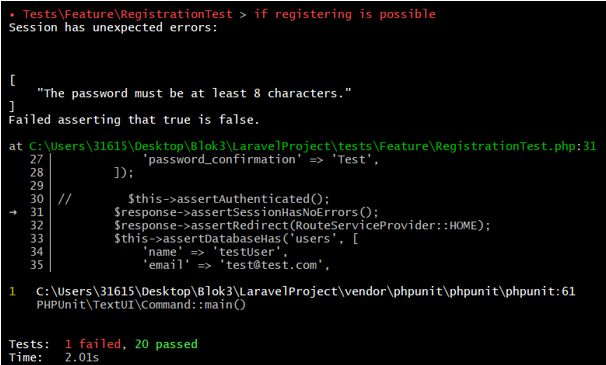 • Tests\Feature\RegistrationTest > if registering is possible
Session has unexpected errors:
[
"The password must be at least 8 characters."
]
Failed asserting that true is false.
at C:\Users\31615\Desktop\Blok3\LaravelProject\tests\Feature\RegistrationTest.php:31
27 | 'password_confirmation' => 'Test',
28 | ]);
29 |
30 | // $this->assertAuthenticated();
➜ 31 | $response->assertSessionHasNoErrors();
32 | $response->assertRedirect(RouteServiceProvider::HOME);
33 | $this->assertDatabaseHas('users', [
34 | 'name' => 'testUser',
35 | 'email' => 'test@test.com',
1 C:\Users\31615\Desktop\Blok3\LaravelProject\vendor\phpunit\phpunit\phpunit:61
PHPUnit\TextUI\Command::main()
Tests: 1 failed, 20 passed
Time: 2.01s